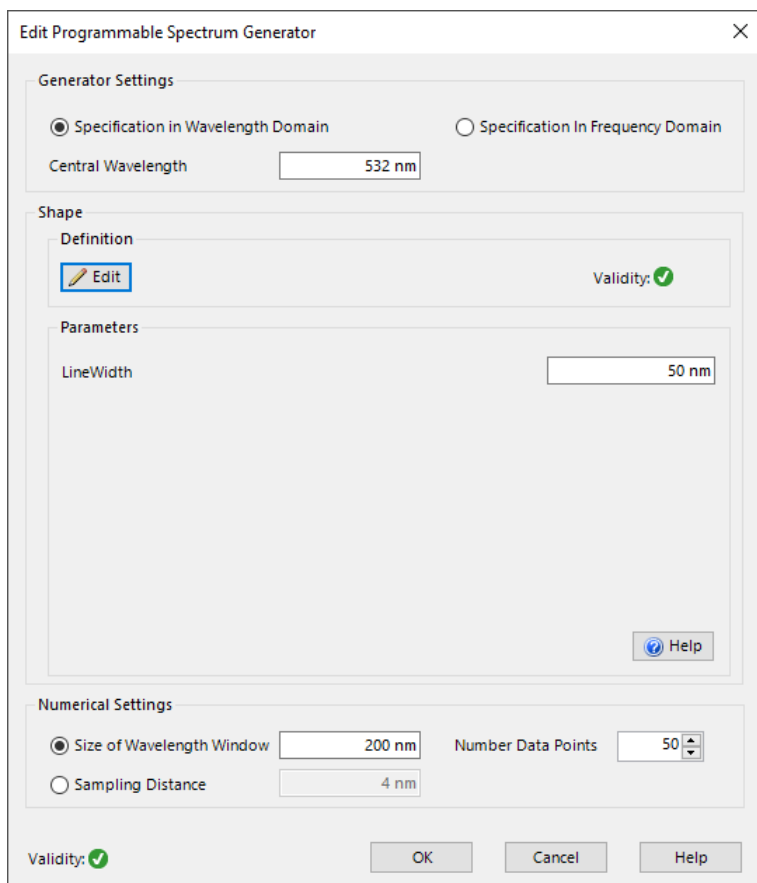 Edit Programmable Spectrum Generator
Generator Settings
Specification in Wavelength Domain
Specification In Frequency Domain
Central Wavelength
532 nm
Shape
Definition
Edit
Validity:
Parameters
LineWidth
50 nm
Help
Numerical Settings
Size of Wavelength Window
200 nm
Number Data Points
50
Sampling Distance
4 nm
Validity:
OK
Cancel
Help